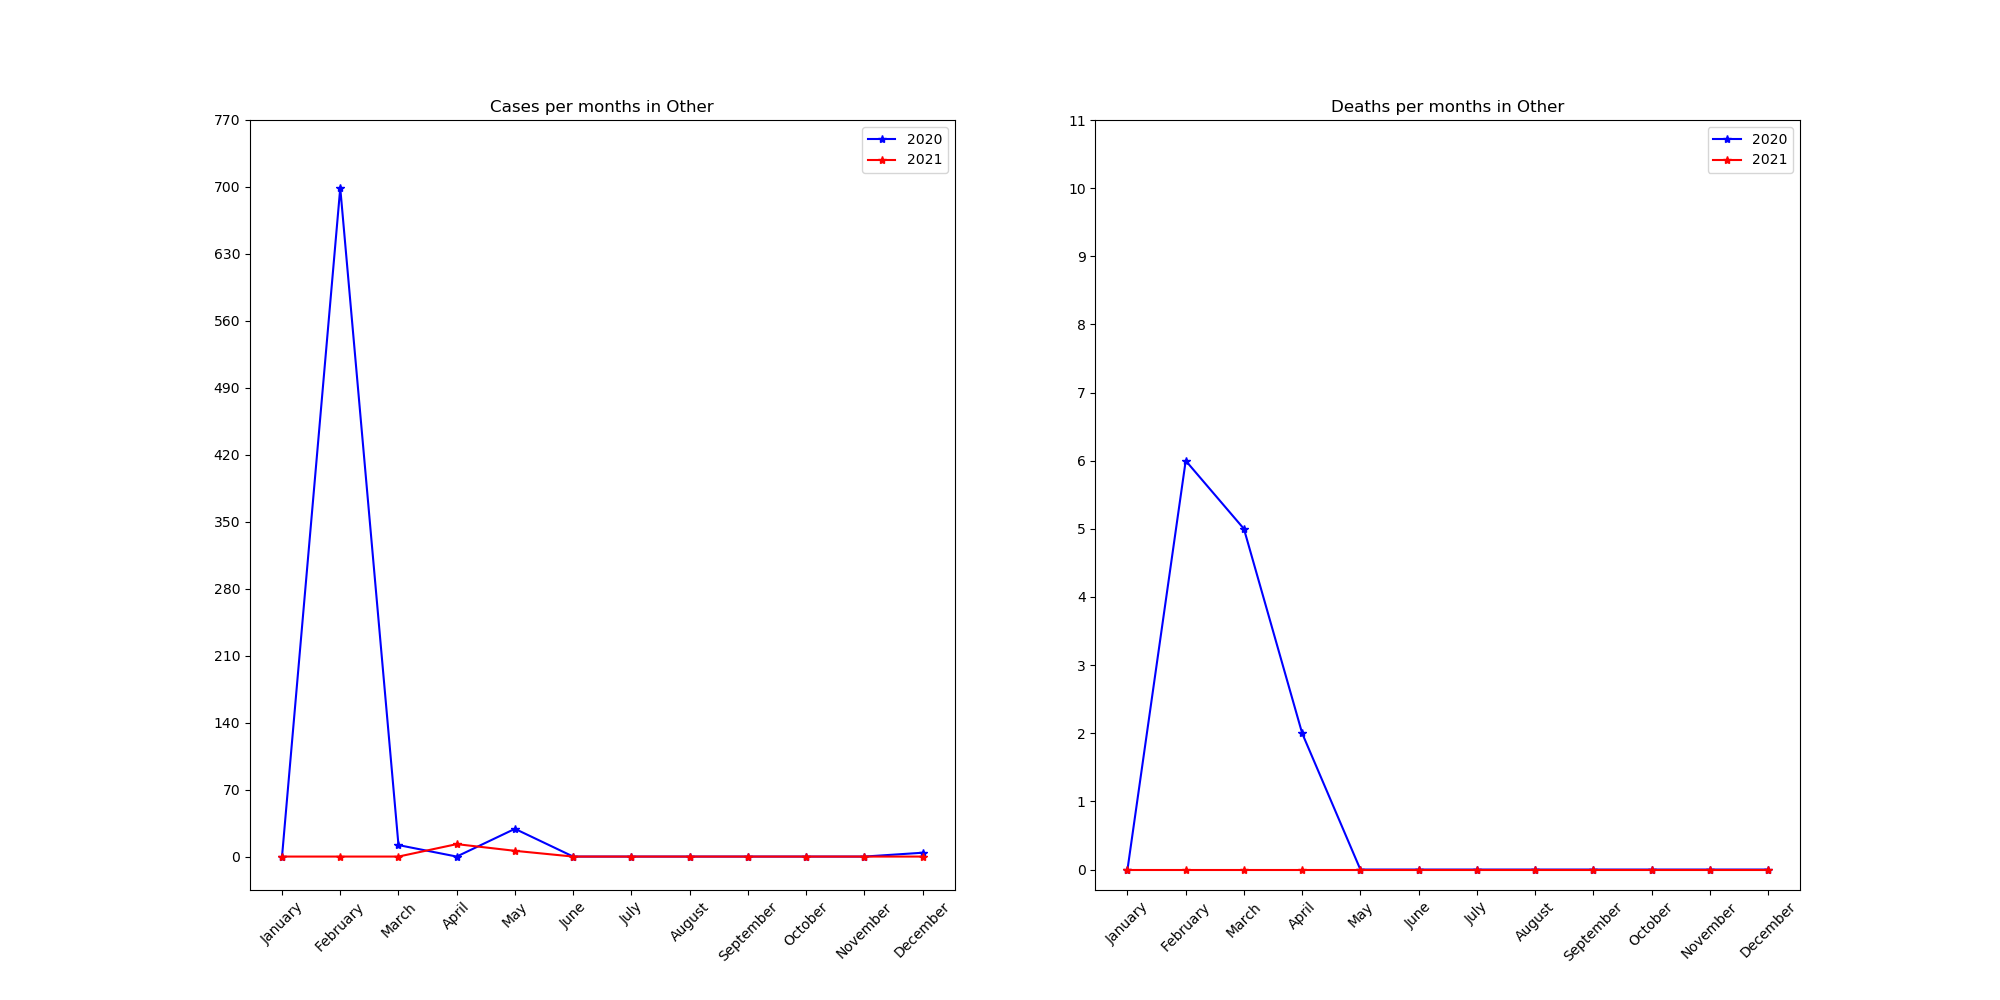 Cases per months in Other
770
700
630
560
490
420
350
280
210
140
70
0
2020
2021
January
February
March
April
May
June
July
August
September
October
November
December
Deaths per months in Other
11
10
9
8
7
6
5
4
3
2
1
0
2020
2021
January
February
March
April
May
June
July
August
September
October
November
December